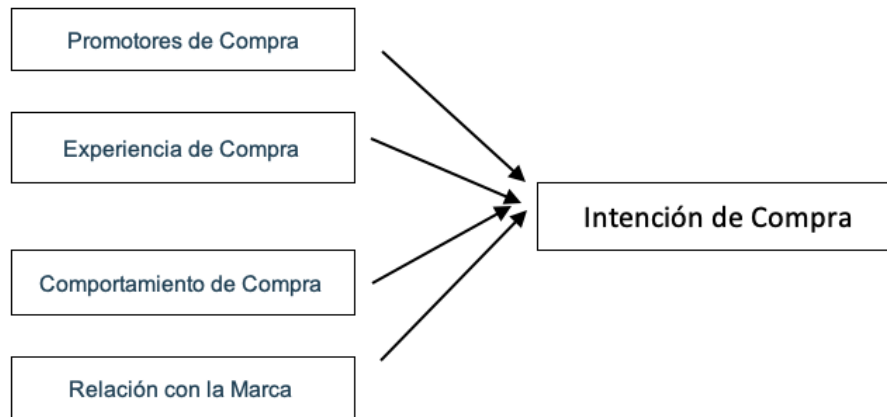 Promotores de Compra
Experiencia de Compra
Intención de Compra
Comportamiento de Compra
Relación con la Marca